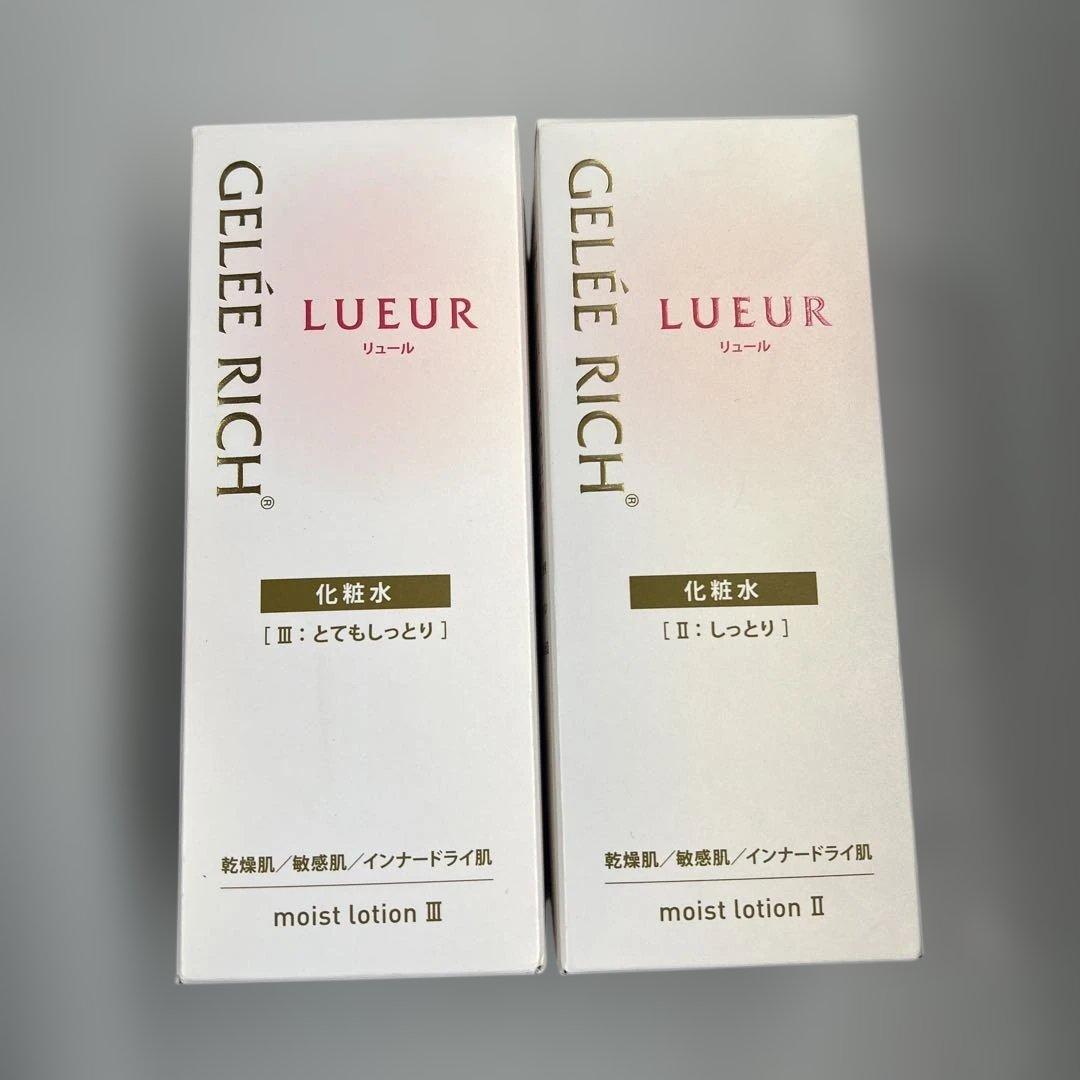 GELÉE RICH®
LUEUR
リュール
化粧水
[ Ⅲ：とてもしっとり ]
乾燥肌／敏感肌／インナードライ肌
moist lotion Ⅲ
GELÉE RICH®
LUEUR
リュール
化粧水
[ Ⅱ：しっとり ]
乾燥肌／敏感肌／インナードライ肌
moist lotion Ⅱ